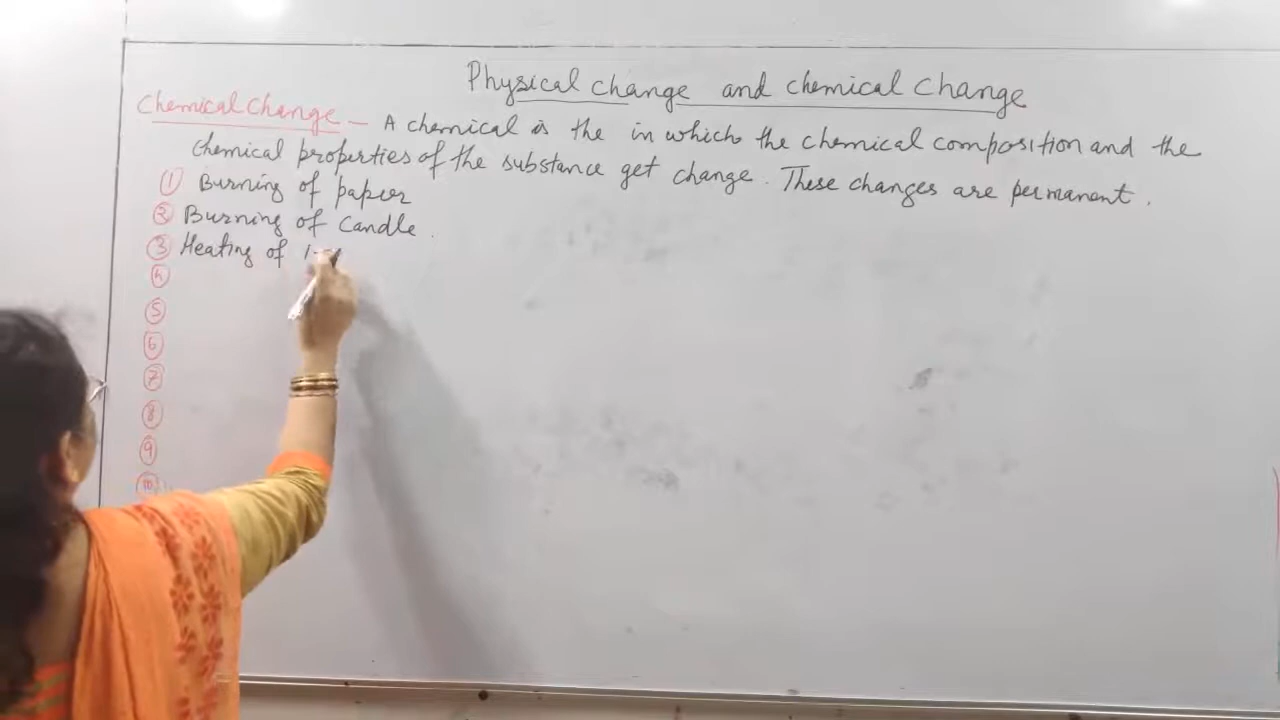 Physical Change and chemical Change
Chemical Change - A chemical is the in which the chemical composition and the
chemical properties of the substance get change. These changes are permanent.
① Burning of paper
② Burning of Candle.
③ Heating of
④
⑤
⑥
⑦
⑧
⑨
⑩